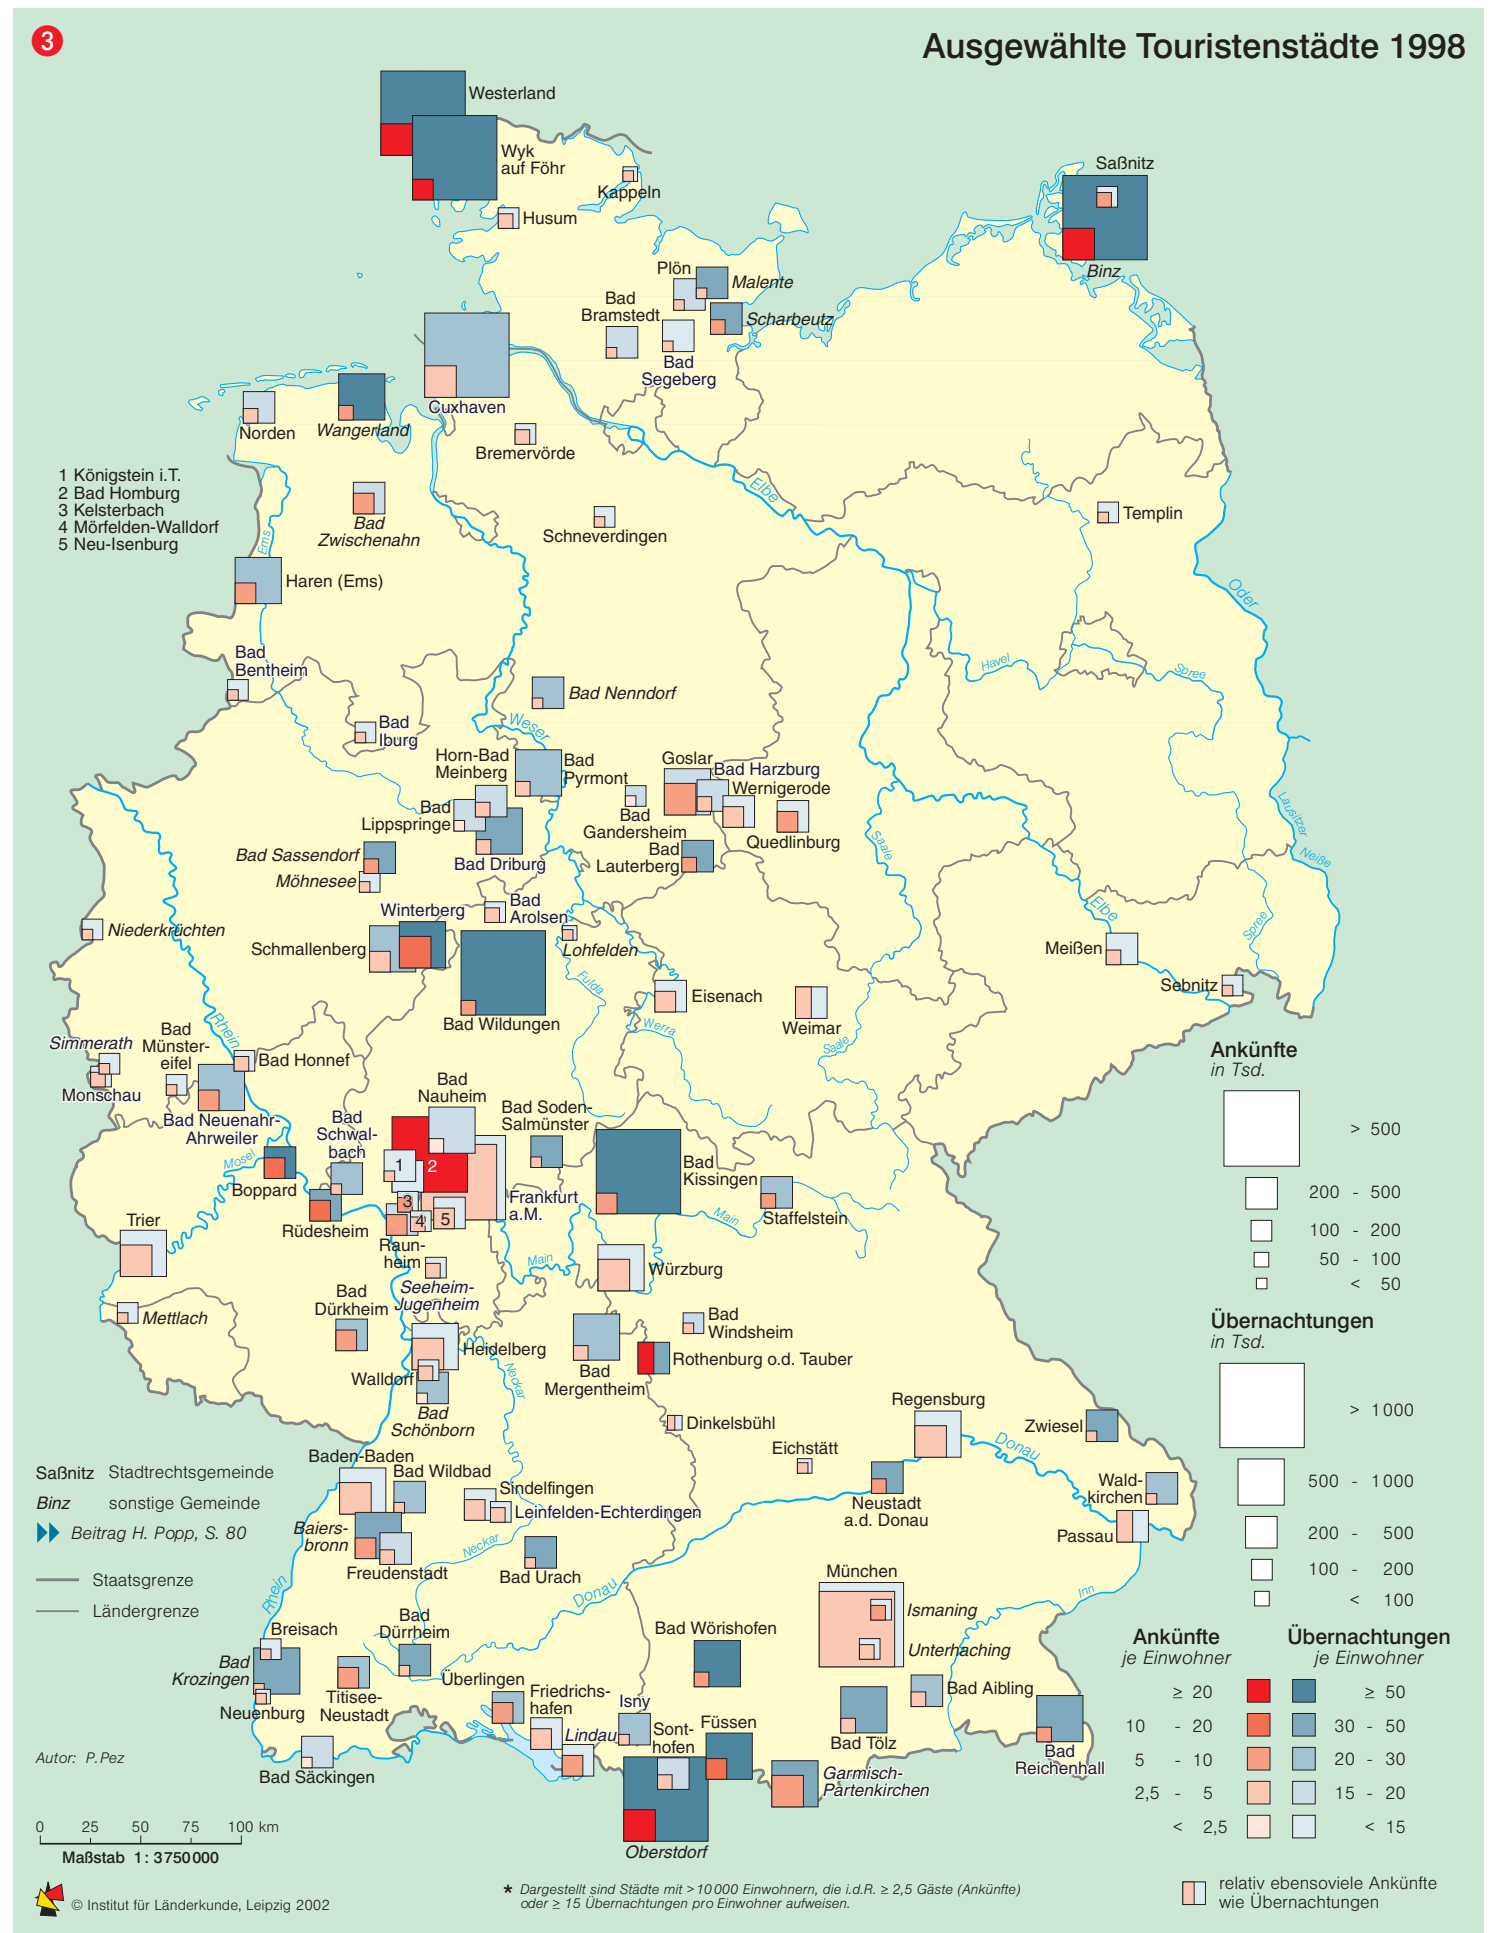 3
Ausgewählte Touristenstädte 1998
Westerland
Wyk
auf Föhr
Kappeln
Husum
Saßnitz
Binz
Plön
Malente
Bad
Bramstedt
Scharbeutz
Bad
Segeberg
Cuxhaven
Norden
Wangerland
Bremervörde
1 Königstein i.T.
2 Bad Homburg
3 Kelsterbach
4 Mörfelden-Walldorf
5 Neu-Isenburg
Elbe
Bad
Zwischenahn
Schneverdingen
Templin
Ems
Haren (Ems)
Oder
Bad
Bentheim
Havel
Spree
Bad Nenndorf
Bad
Iburg
Weser
Horn-Bad
Meinberg
Bad
Pyrmont
Goslar
Bad Harzburg
Wernigerode
Bad
Lippspringe
Bad
Gandersheim
Quedlinburg
Saale
Lausitzer
Neiße
Bad Sassendorf
Bad Driburg
Bad
Lauterberg
Möhnesee
Winterberg
Bad
Arolsen
Elbe
Spree
Niederkrüchten
Schmallenberg
Lohfelden
Meißen
Fulda
Sebnitz
Eisenach
Bad Wildungen
Weimar
Werra
Saale
Rhein
Simmerath
Bad
Münster-
eifel
Bad Honnef
Monschau
Bad Neuenahr-
Ahrweiler
Bad
Nauheim
Bad Soden-
Salmünster
Bad
Schwal-
bach
Mosel
1
2
Bad
Kissingen
Boppard
Frankfurt
a.M.
3
4
5
Staffelstein
Main
Rüdesheim
Trier
Raun-
heim
Main
Würzburg
Seeheim-
Jugenheim
Bad
Dürkheim
Mettlach
Bad
Windsheim
Heidelberg
Rothenburg o.d. Tauber
Walldorf
Neckar
Bad
Mergentheim
Bad
Schönborn
Dinkelsbühl
Regensburg
Zwiesel
Eichstätt
Donau
Baden-Baden
Bad Wildbad
Sindelfingen
Leinfelden-Echterdingen
Neustadt
a.d. Donau
Wald-
kirchen
Passau
Baiers-
bronn
Neckar
Freudenstadt
Bad Urach
Donau
München
Inn
Rhein
Ismaning
Unterhaching
Breisach
Bad
Dürrheim
Bad Wörishofen
Bad
Krozingen
Überlingen
Neuenburg
Titisee-
Neustadt
Friedrichs-
hafen
Isny
Bad Aibling
Lindau
Sont-
hofen
Füssen
Bad Tölz
Bad
Reichenhall
Bad Säckingen
Garmisch-
Partenkirchen
Oberstdorf
Saßnitz Stadtrechtsgemeinde
Binz sonstige Gemeinde
Beitrag H. Popp, S. 80
Staatsgrenze
Ländergrenze
Autor: P.Pez
0 25 50 75 100 km
Maßstab 1: 3750000
© Institut für Länderkunde, Leipzig 2002
* Dargestellt sind Städte mit >10000 Einwohnern, die i.d.R. ≥ 2,5 Gäste (Ankünfte)
oder ≥ 15 Übernachtungen pro Einwohner aufweisen.
Ankünfte
in Tsd.
> 500
200 - 500
100 - 200
50 - 100
< 50
Übernachtungen
in Tsd.
> 1000
500 - 1000
200 - 500
100 - 200
< 100
Ankünfte
je Einwohner
Übernachtungen
je Einwohner
≥ 20 ≥ 50
10 - 20 30 - 50
5 - 10 20 - 30
2,5 - 5 15 - 20
< 2,5 < 15
relativ ebensoviele Ankünfte
wie Übernachtungen